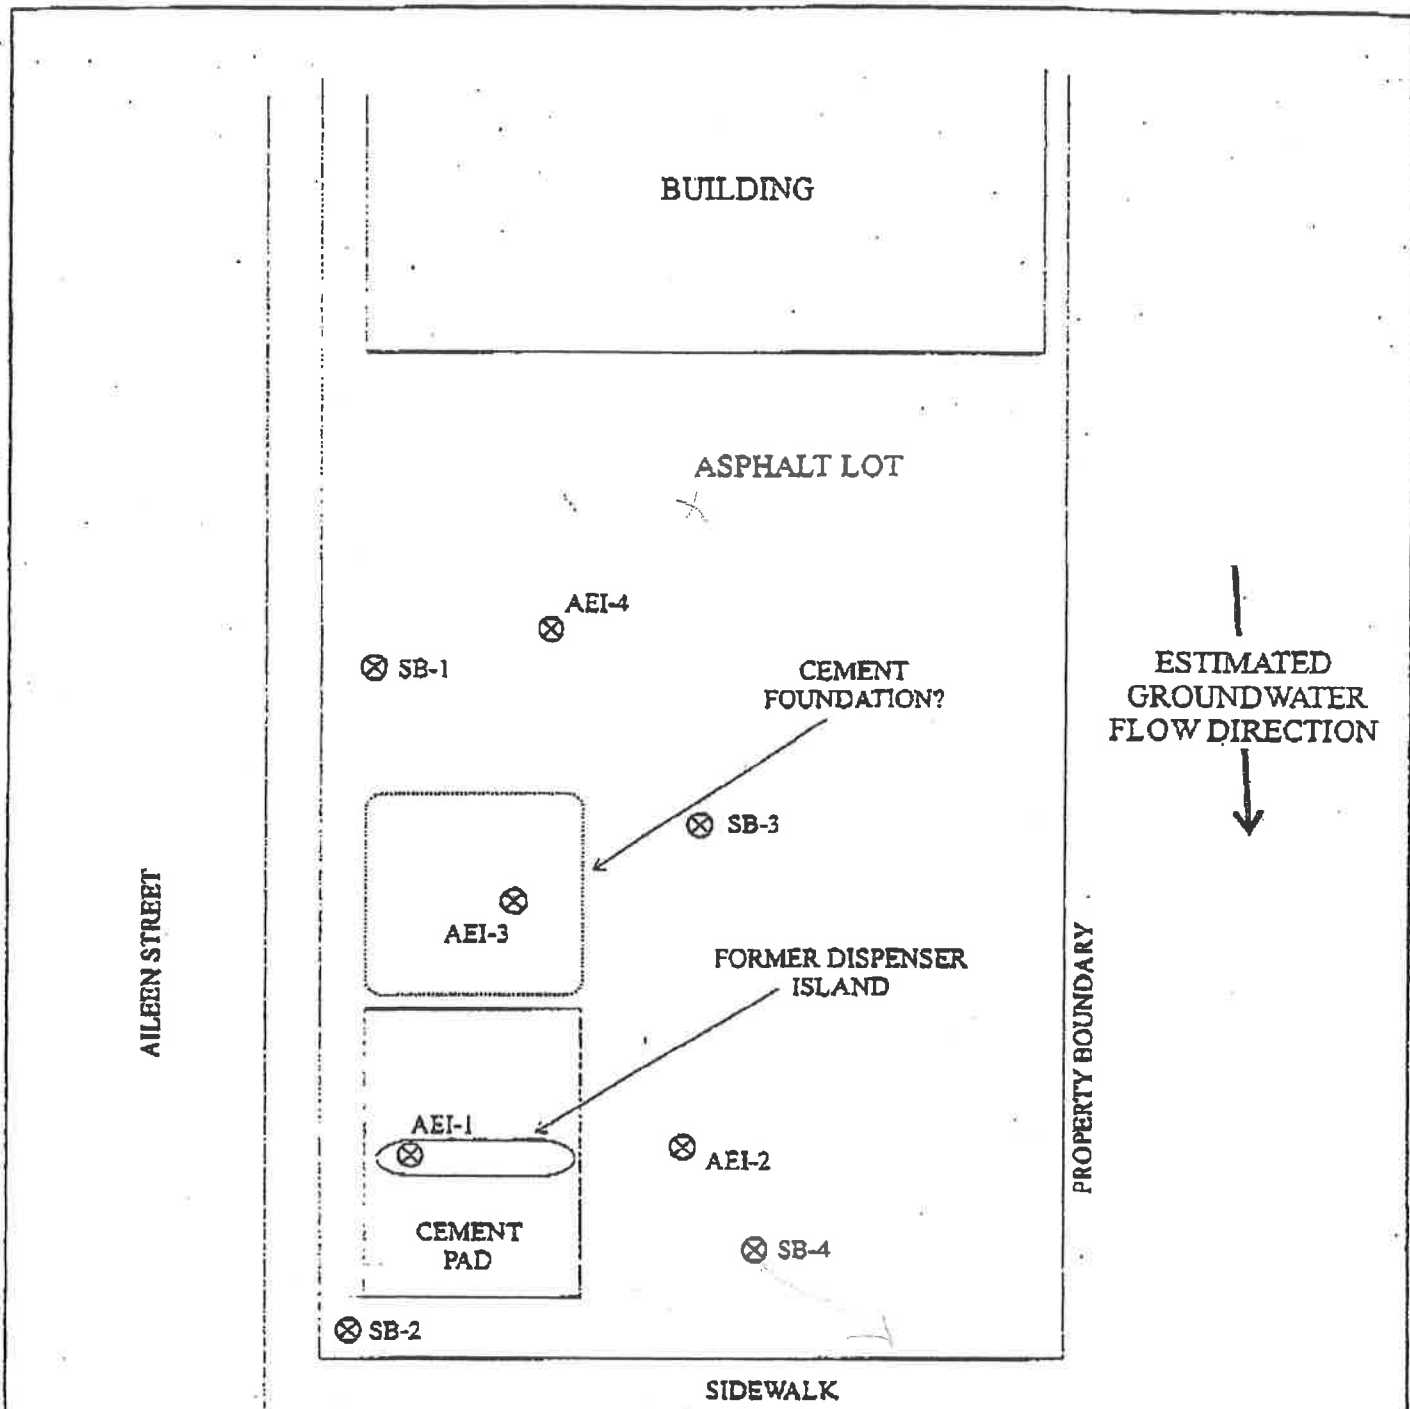 BUILDING
ASPHALT LOT
AEI-4
SB-1
CEMENT
FOUNDATION?
ESTIMATED
GROUNDWATER
FLOW DIRECTION
SB-3
AEI-3
AILEEN STREET
FORMER DISPENSER
ISLAND
PROPERTY BOUNDARY
AEI-1
AEI-2
CEMENT
PAD
SB-4
SB-2
SIDEWALK